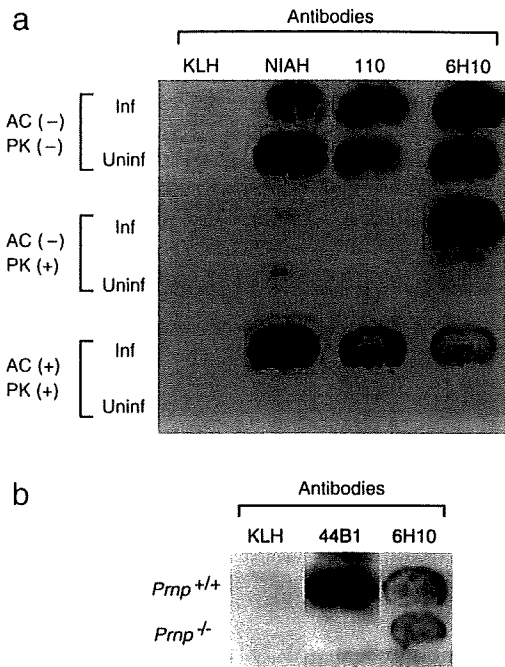 a
Antibodies
KLH NIAH 110 6H10
AC (−)
PK (−)
Inf
Uninf
AC (−)
PK (+)
Inf
Uninf
AC (+)
PK (+)
Inf
Uninf
b
Antibodies
KLH 44B1 6H10
Prnp +/+
Prnp -/-